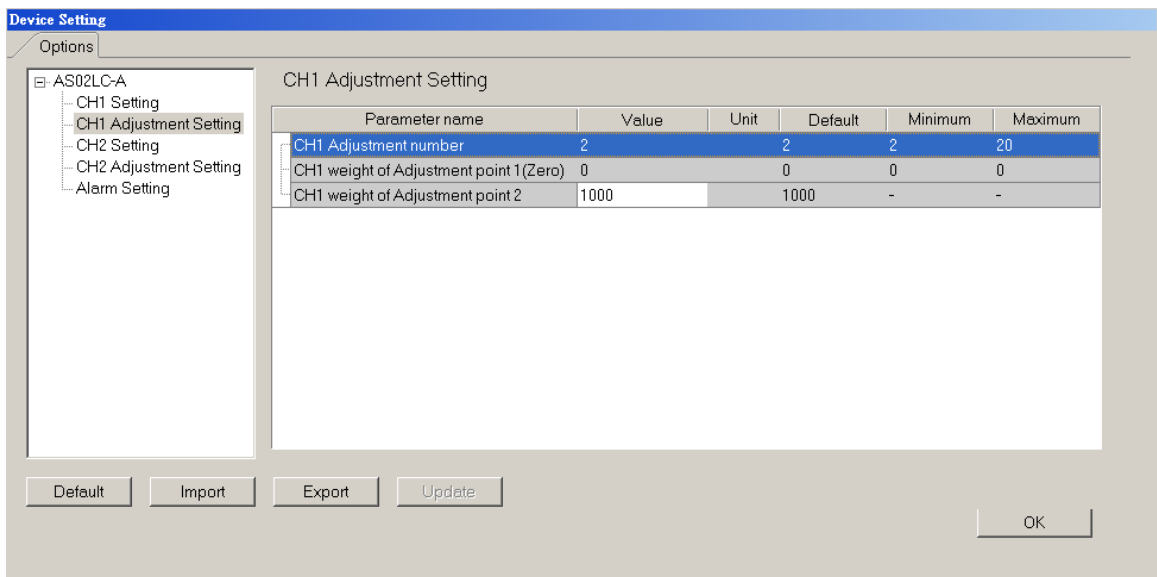 Device Setting
Options
AS02LC-A
CH1 Setting
CH1 Adjustment Setting
CH2 Setting
CH2 Adjustment Setting
Alarm Setting
CH1 Adjustment Setting
Parameter name Value Unit Default Minimum Maximum
CH1 Adjustment number 2 2 2 20
CH1 weight of Adjustment point 1(Zero) 0 0 0 0
CH1 weight of Adjustment point 2 1000 1000 - -
Default Import Export Update
OK